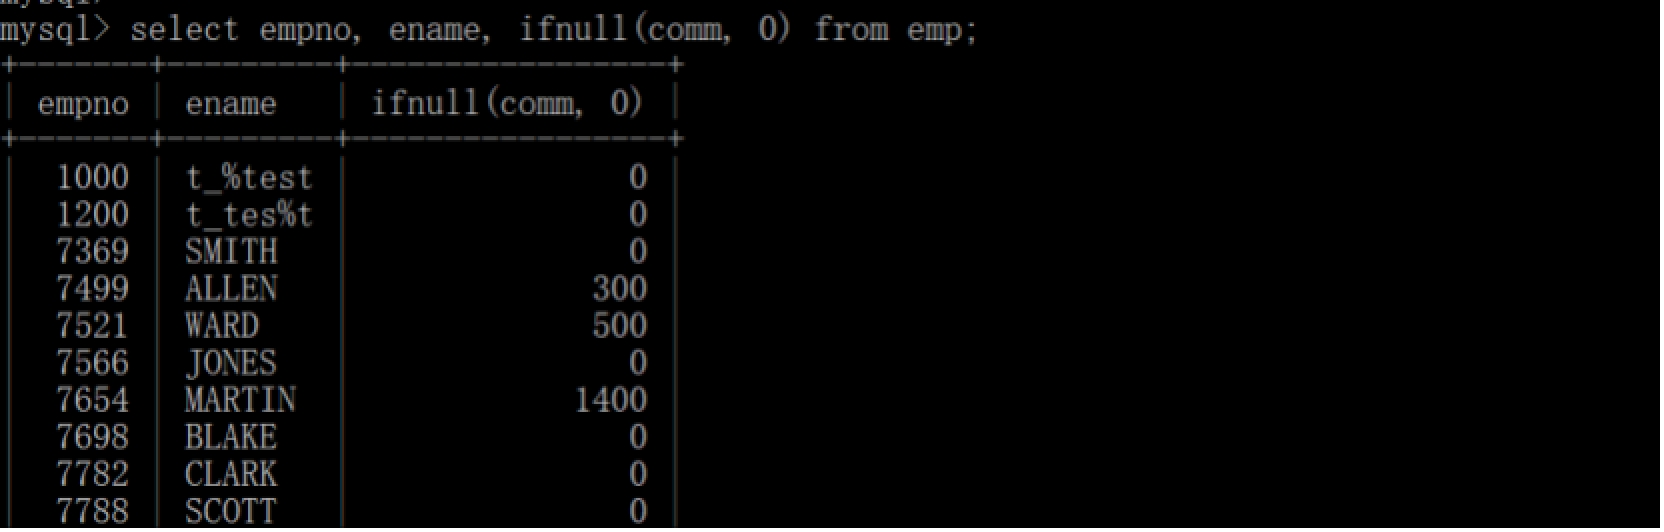 mysql>
mysql> select empno, ename, ifnull(comm, 0) from emp;
+-------+---------+-----------------+
| empno | ename   | ifnull(comm, 0) |
+-------+---------+-----------------+
|  1000 | t_%test |               0 |
|  1200 | t_tes%t |               0 |
|  7369 | SMITH   |               0 |
|  7499 | ALLEN   |             300 |
|  7521 | WARD    |             500 |
|  7566 | JONES   |               0 |
|  7654 | MARTIN  |            1400 |
|  7698 | BLAKE   |               0 |
|  7782 | CLARK   |               0 |
|  7788 | SCOTT   |               0 |